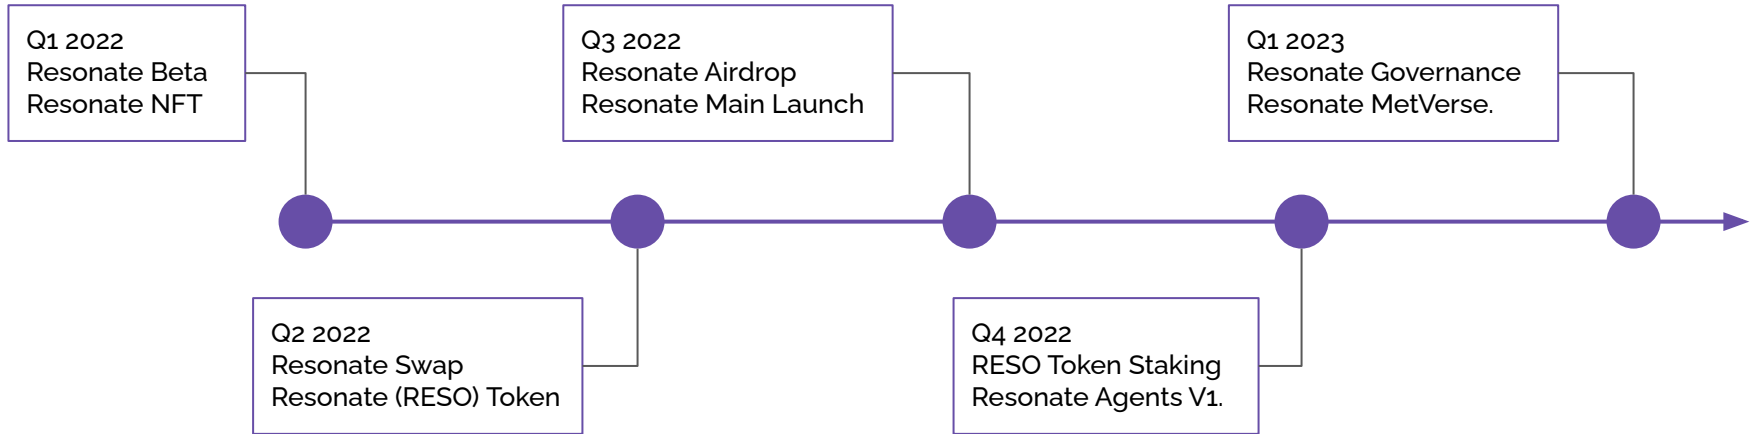 Q1 2022
Resonate Beta
Resonate NFT
Q2 2022
Resonate Swap
Resonate (RESO) Token
Q3 2022
Resonate Airdrop
Resonate Main Launch
Q4 2022
RESO Token Staking
Resonate Agents V1.
Q1 2023
Resonate Governance
Resonate MetVerse.